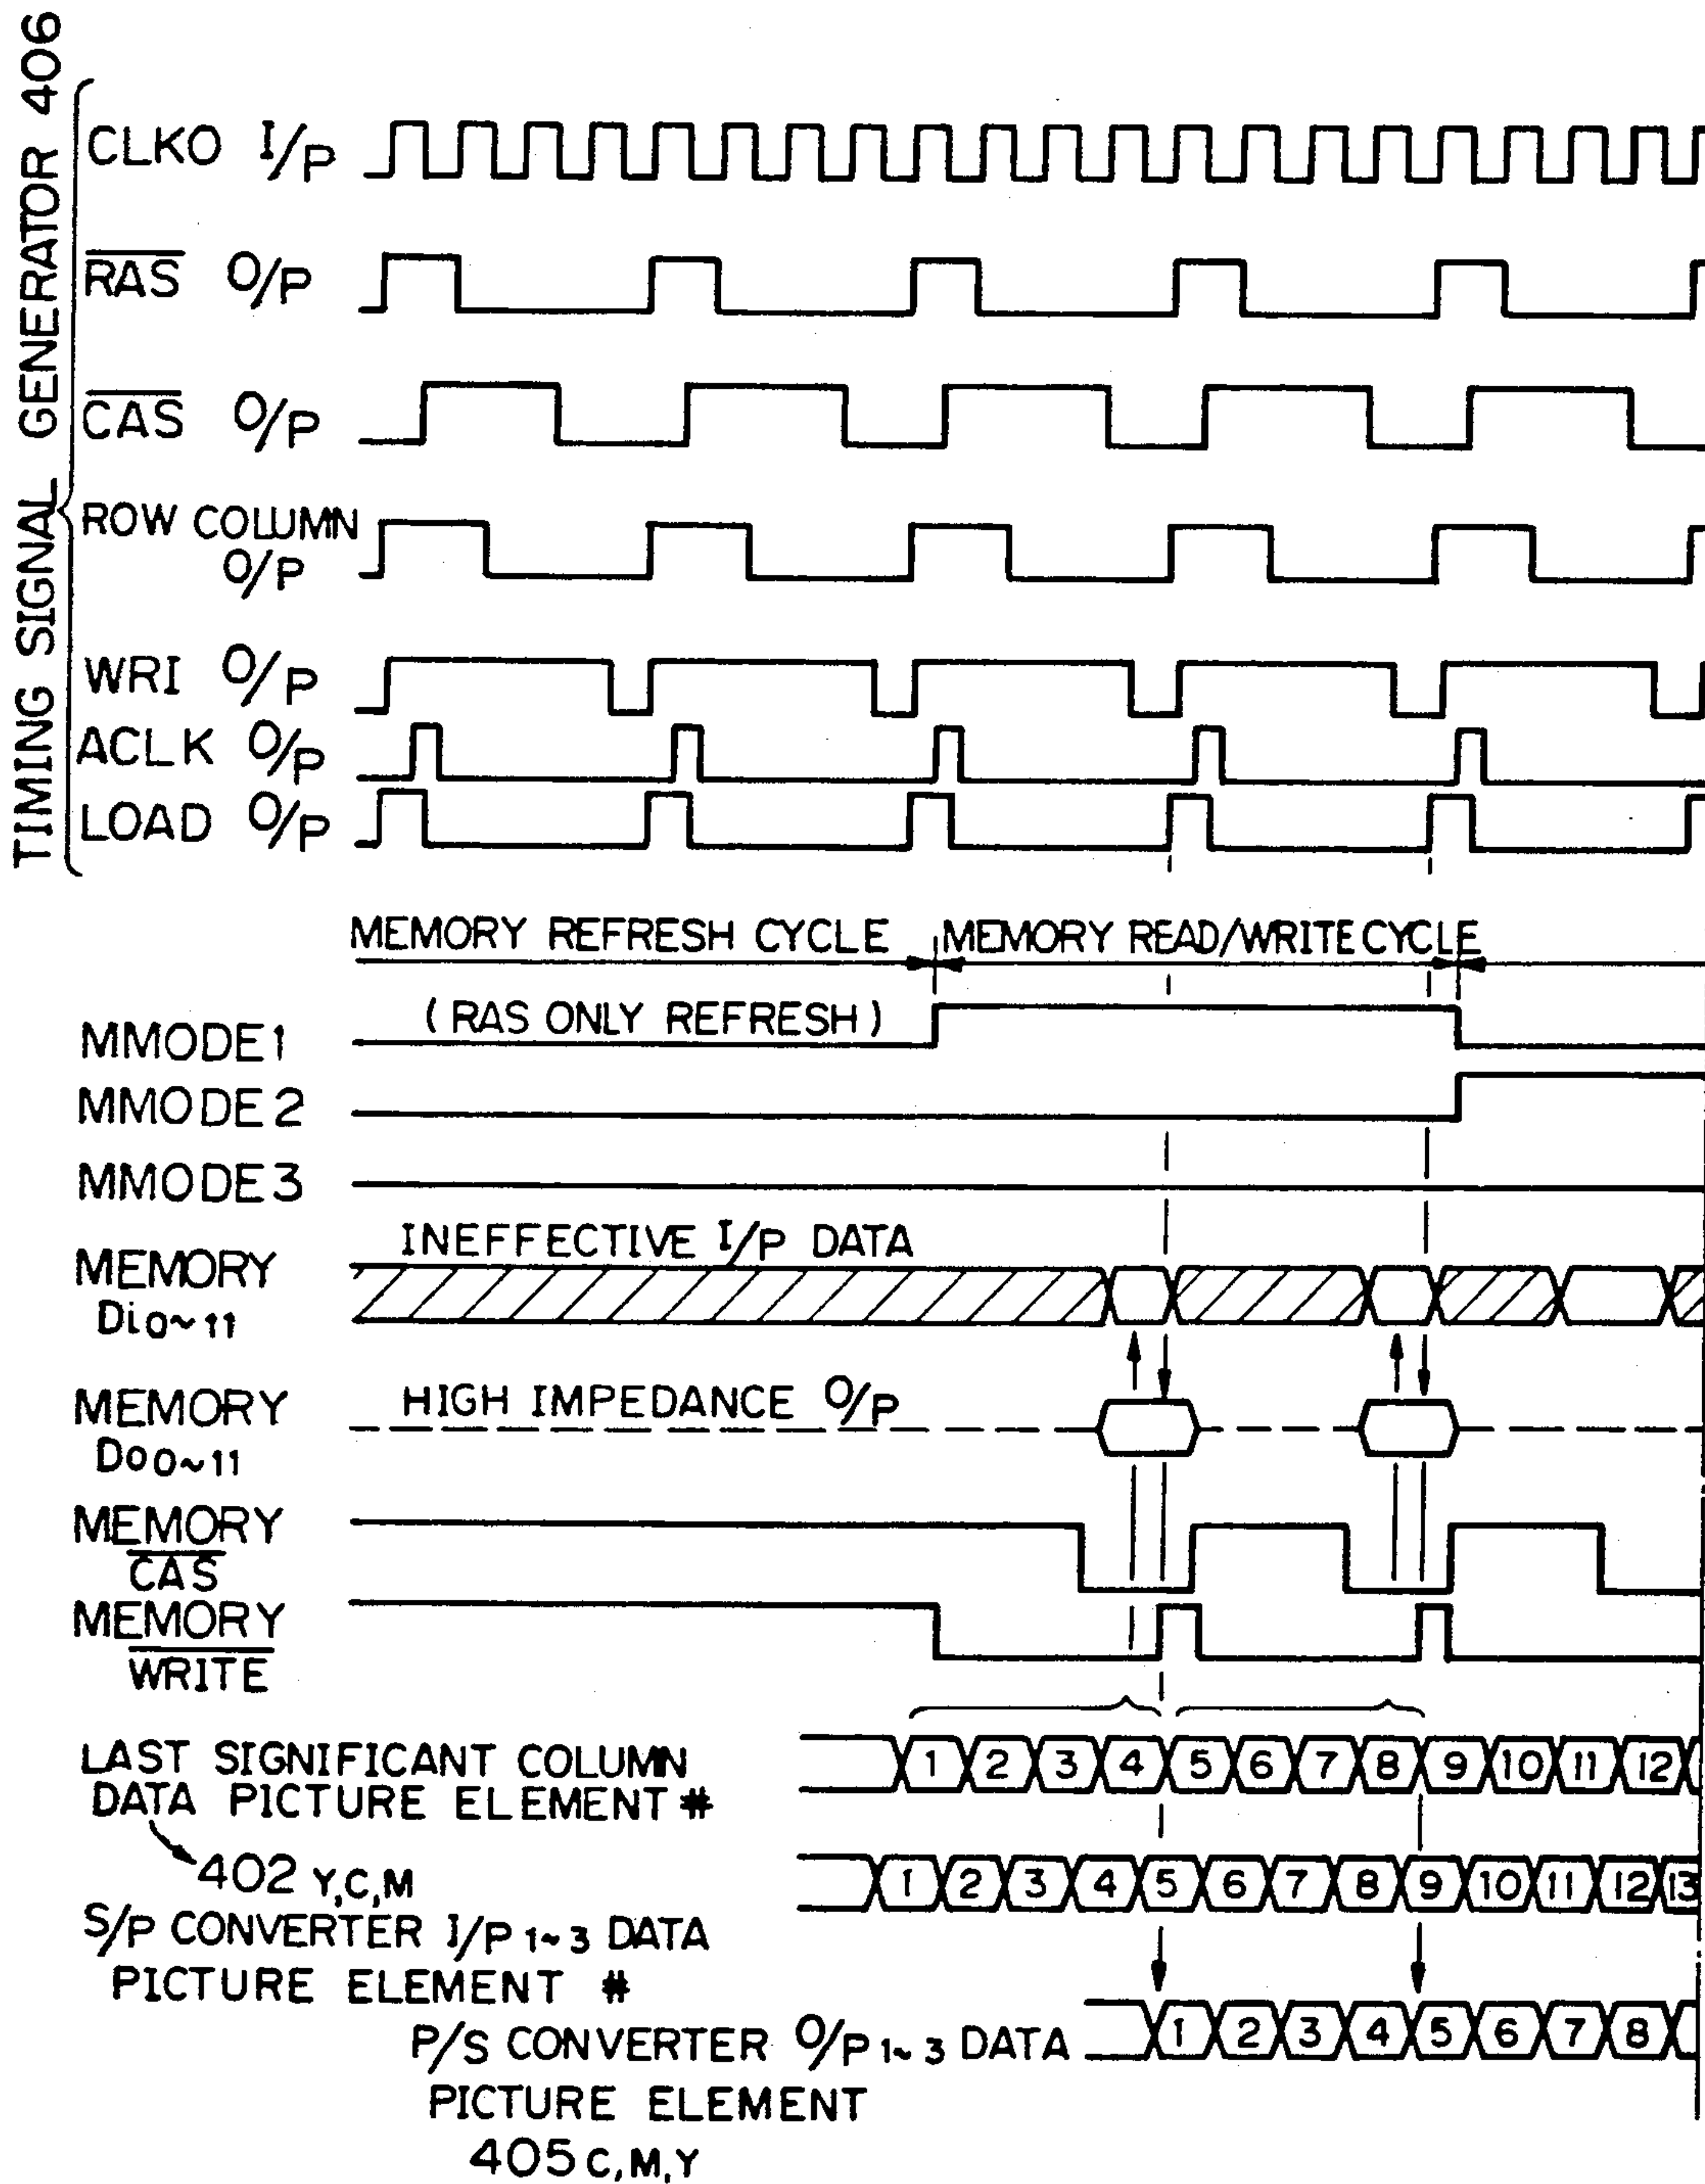 TIMING SIGNAL GENERATOR 406
CLKO I/P
RAS O/P
CAS O/P
ROW COLUMN
O/P
WRI O/P
ACLK O/P
LOAD O/P
MEMORY REFRESH CYCLE MEMORY READ/WRITE CYCLE
(RAS ONLY REFRESH)
MMODE1
MMODE2
MMODE3
INEFFECTIVE I/P DATA
MEMORY
Di0~11
HIGH IMPEDANCE O/P
MEMORY
Do0~11
MEMORY
CAS
MEMORY
WRITE
LAST SIGNIFICANT COLUMN
DATA PICTURE ELEMENT #
1 2 3 4 5 6 7 8 9 10 11 12
402 Y,C,M
1 2 3 4 5 6 7 8 9 10 11 12 13
S/P CONVERTER I/P 1~3 DATA
PICTURE ELEMENT #
P/S CONVERTER O/P 1~3 DATA
1 2 3 4 5 6 7 8
PICTURE ELEMENT
405 C,M,Y